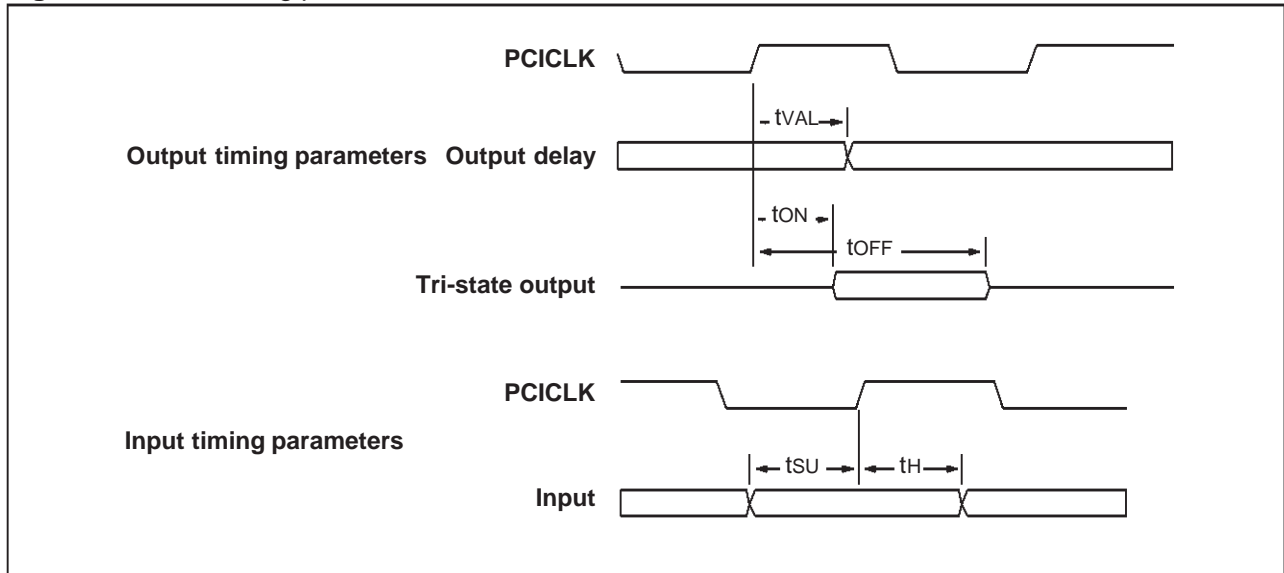 PCICLK
tVAL
Output timing parameters Output delay
tON
tOFF
Tri-state output
PCICLK
Input timing parameters
tSU tH
Input